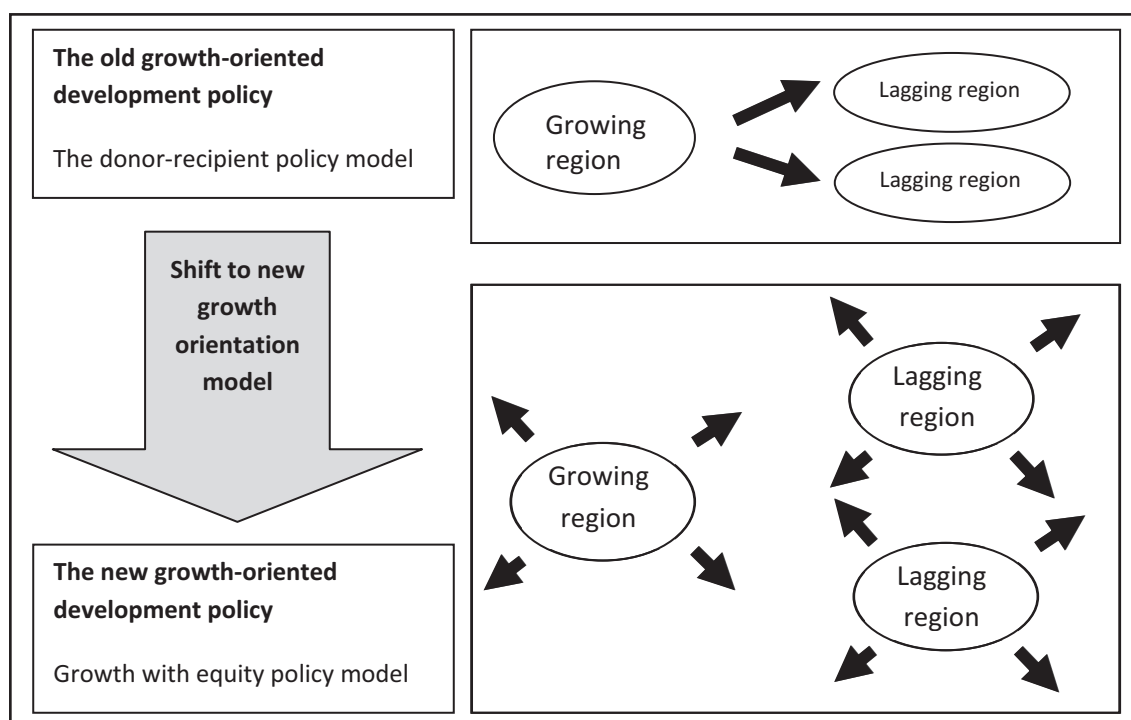 The old growth-oriented
development policy
The donor-recipient policy model
Growing
region
Lagging region
Lagging region
Shift to new
growth
orientation
model
Growing
region
Lagging
region
Lagging
region
The new growth-oriented
development policy
Growth with equity policy model